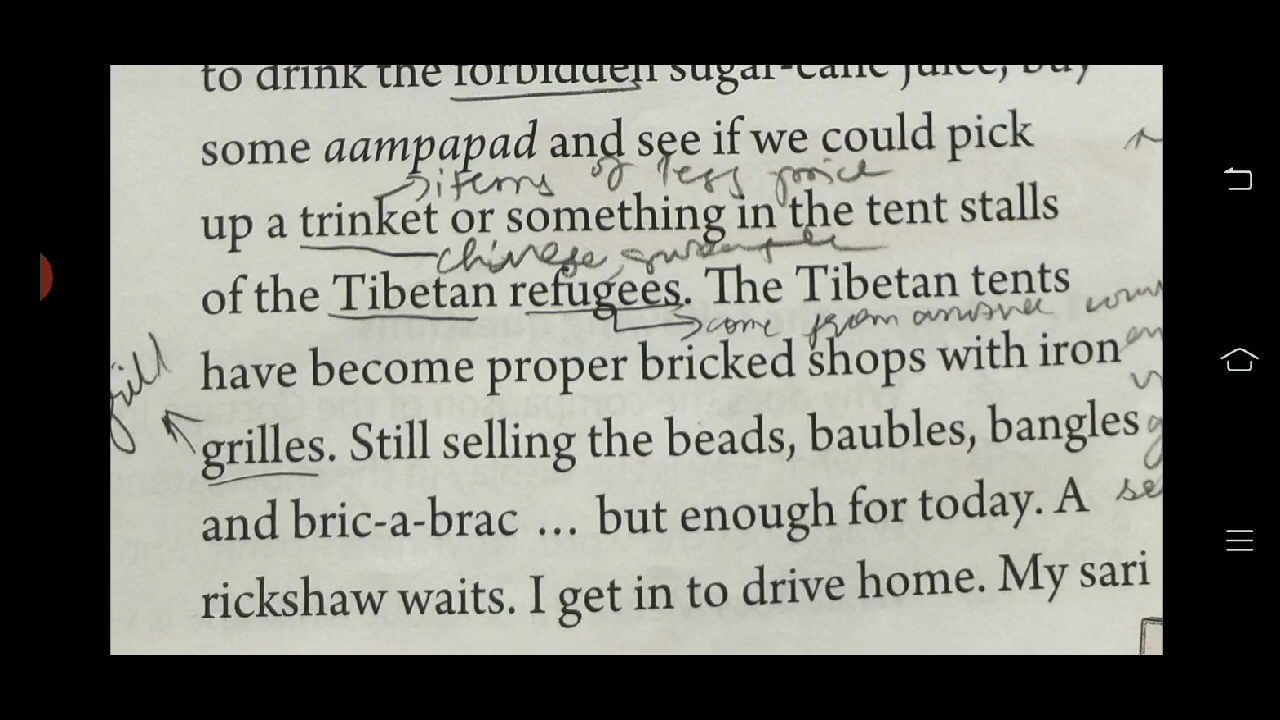 to drink the forbidden sugar-cane juice, buy
some aampapad and see if we could pick
items of less price
up a trinket or something in the tent stalls
chinese
of the Tibetan refugees. The Tibetan tents
come from
have become proper bricked shops with iron
grill
grilles. Still selling the beads, baubles, bangles
and bric-a-brac ... but enough for today. A
rickshaw waits. I get in to drive home. My sari